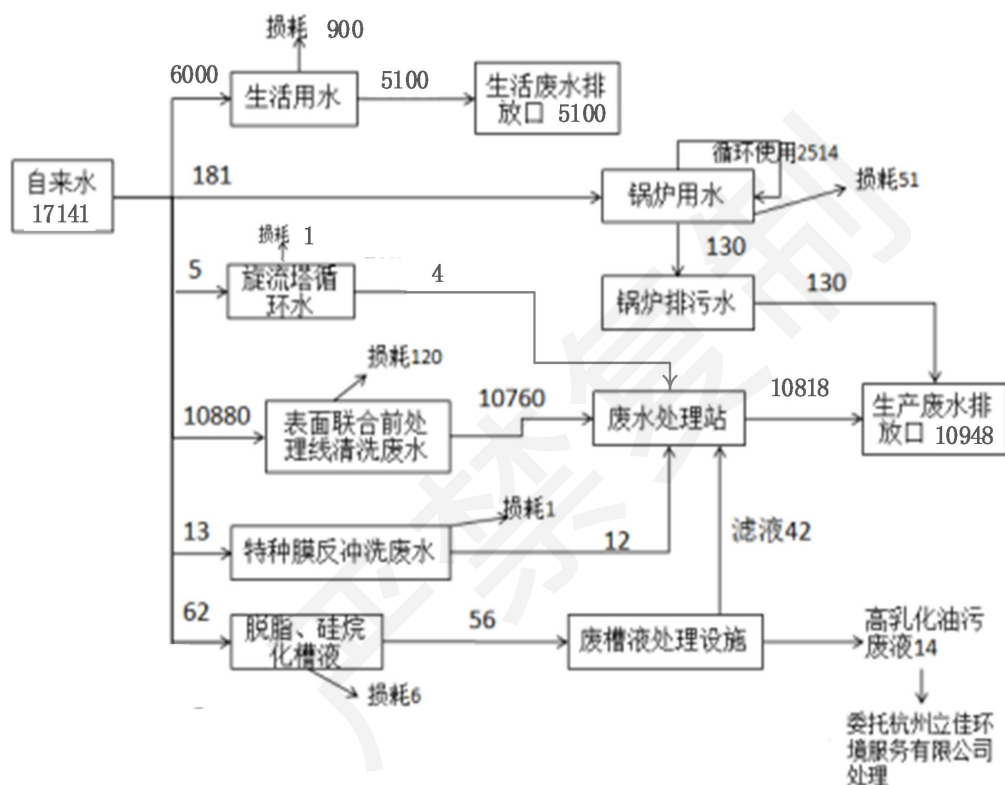 损耗 900
6000
生活用水
5100
生活废水排
放口 5100
自来水
17141
181
循环使用2514
锅炉用水
损耗51
130
损耗 1
5
旋流塔循
环水
4
锅炉排污水
130
损耗120
10880
表面联合前处
理线清洗废水
10760
废水处理站
10818
生产废水排
放口 10948
13
特种膜反冲洗废水
损耗1
12
滤液42
62
脱脂、硅烷
化槽液
56
废槽液处理设施
高乳化油污
废液14
损耗6
委托杭州立佳环
境服务有限公司
处理
严禁复制